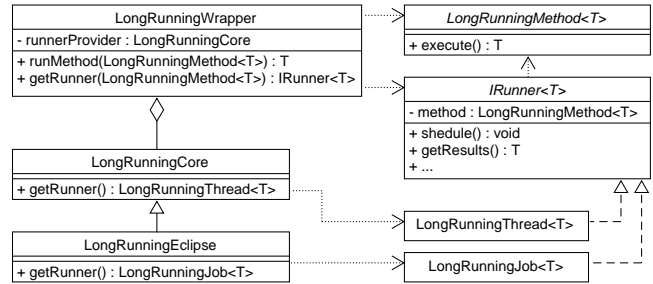 LongRunningWrapper
- runnerProvider : LongRunningCore
+ runMethod(LongRunningMethod<T>) : T
+ getRunner(LongRunningMethod<T>) : IRunner<T>
LongRunningMethod<T>
+ execute() : T
IRunner<T>
- method : LongRunningMethod<T>
+ shedule() : void
+ getResults() : T
+ ...
LongRunningCore
+ getRunner() : LongRunningThread<T>
LongRunningThread<T>
LongRunningEclipse
+ getRunner() : LongRunningJob<T>
LongRunningJob<T>